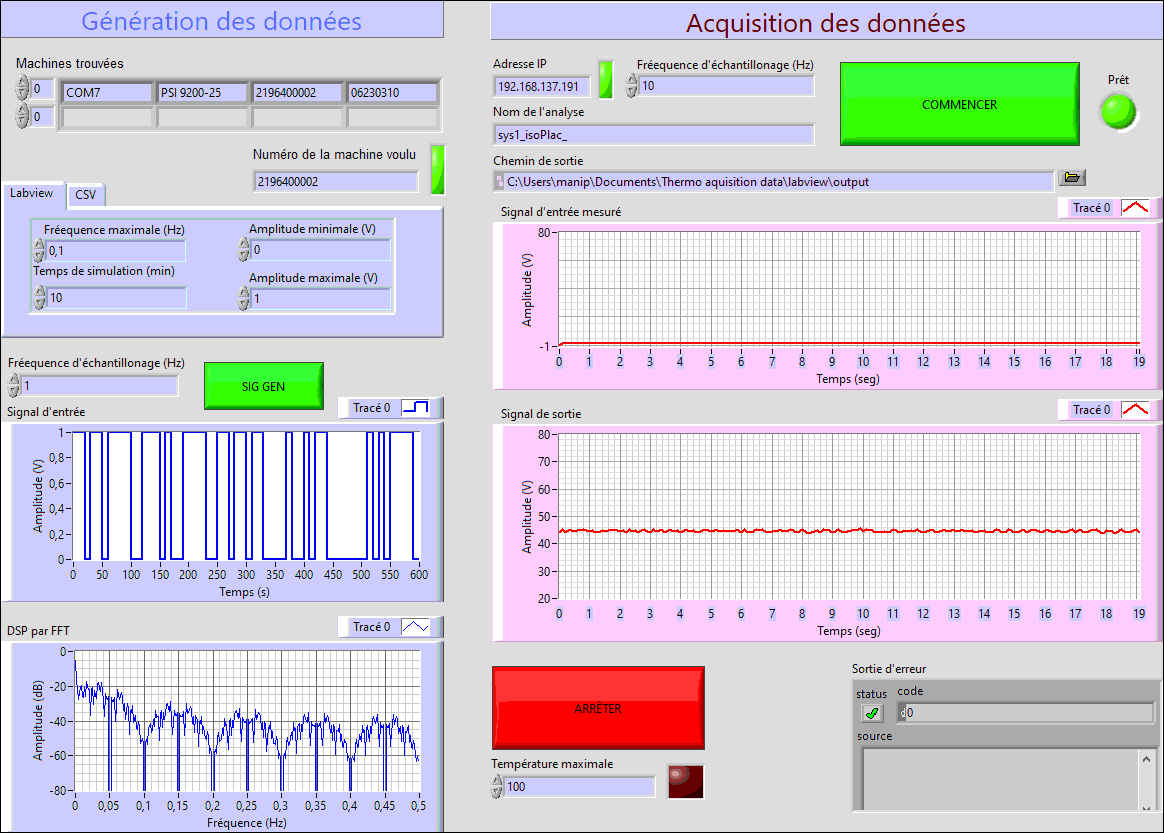 Génération des données
Machines trouvées
0 COM7 PSI 9200-25 2196400002 06230310
0
Numéro de la machine voulu
2196400002
Labview CSV
Fréequence maximale (Hz) Amplitude minimale (V)
0,1 0
Temps de simulation (min) Amplitude maximale (V)
10 1
Fréequence d'échantillonage (Hz)
1
SIG GEN
Signal d'entrée Tracé 0
Amplitude (V)
1
0,8
0,6
0,4
0,2
0
0 50 100 150 200 250 300 350 400 450 500 550 600
Temps (s)
DSP par FFT Tracé 0
Amplitude (dB)
0
-20
-40
-60
-80
0 0,05 0,1 0,15 0,2 0,25 0,3 0,35 0,4 0,45 0,5
Fréquence (Hz)
Acquisition des données
Adresse IP Fréequence d'échantillonage (Hz)
192.168.137.191 10
COMMENCER
Prêt
Nom de l'analyse
sys1_isoPlac_
Chemin de sortie
C:\Users\manip\Documents\Thermo aquisition data\labview\output
Signal d'entrée mesuré Tracé 0
Amplitude (V)
80
-1
0 1 2 3 4 5 6 7 8 9 10 11 12 13 14 15 16 17 18 19
Temps (seg)
Signal de sortie Tracé 0
Amplitude (V)
80
70
60
50
40
30
20
0 1 2 3 4 5 6 7 8 9 10 11 12 13 14 15 16 17 18 19
Temps (seg)
ARRÊTER
Température maximale
100
Sortie d'erreur
status code
d0
source